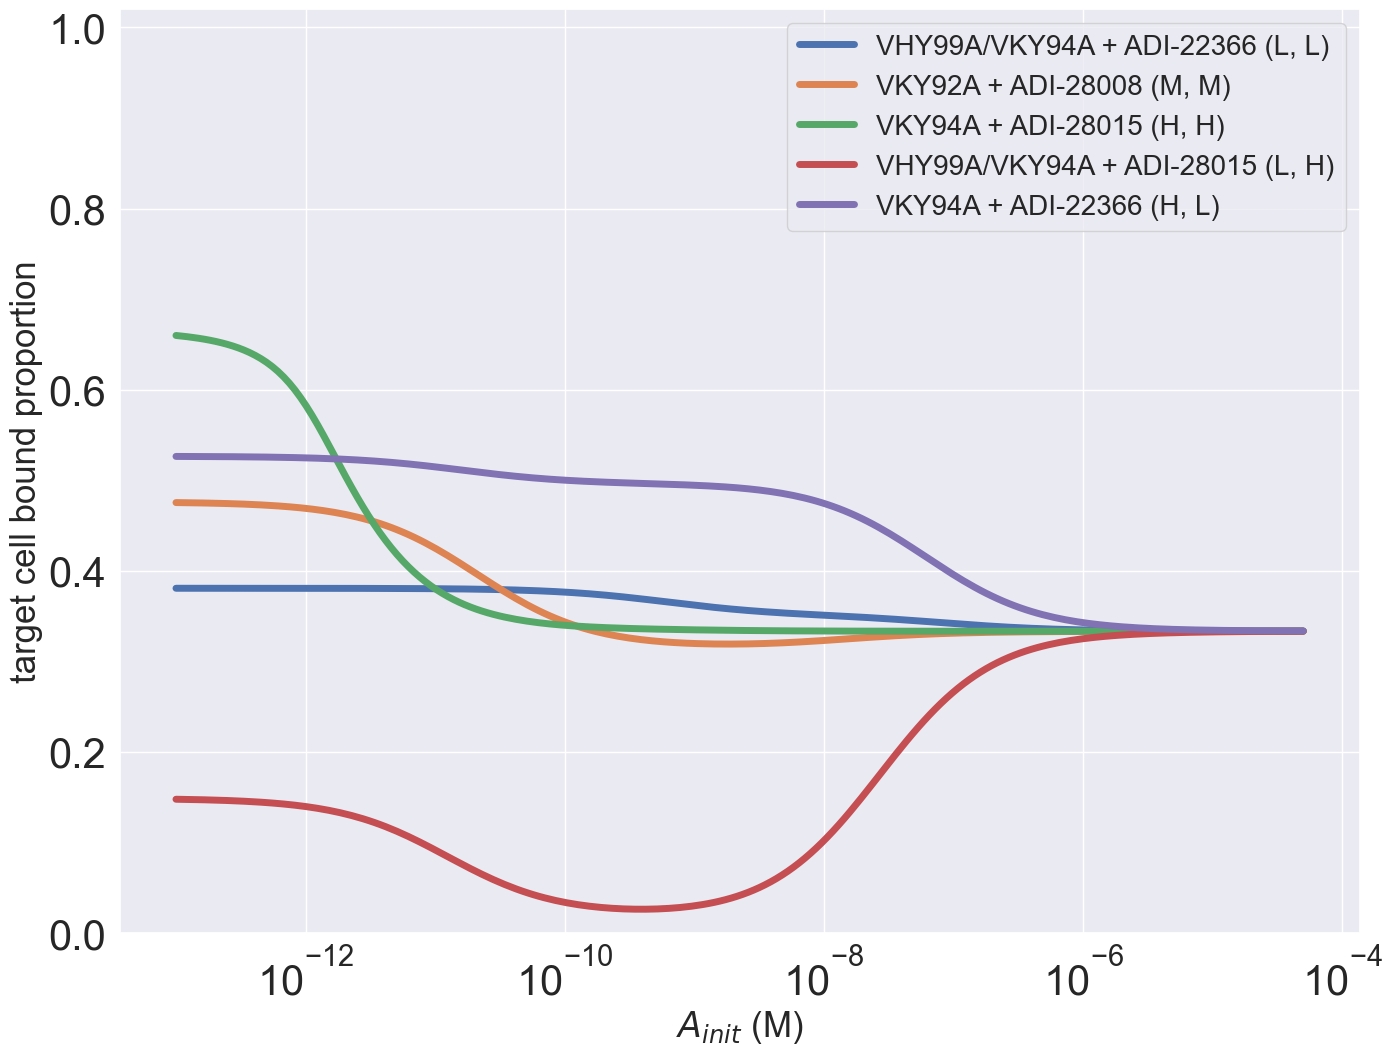 VHY99A/VKY94A + ADI-22366 (L, L)
VKY92A + ADI-28008 (M, M)
VKY94A + ADI-28015 (H, H)
VHY99A/VKY94A + ADI-28015 (L, H)
VKY94A + ADI-22366 (H, L)
1.0
0.8
0.6
0.4
0.2
0.0
target cell bound proportion
10⁻¹² 10⁻¹⁰ 10⁻⁸ 10⁻⁶ 10⁻⁴
A_init (M)